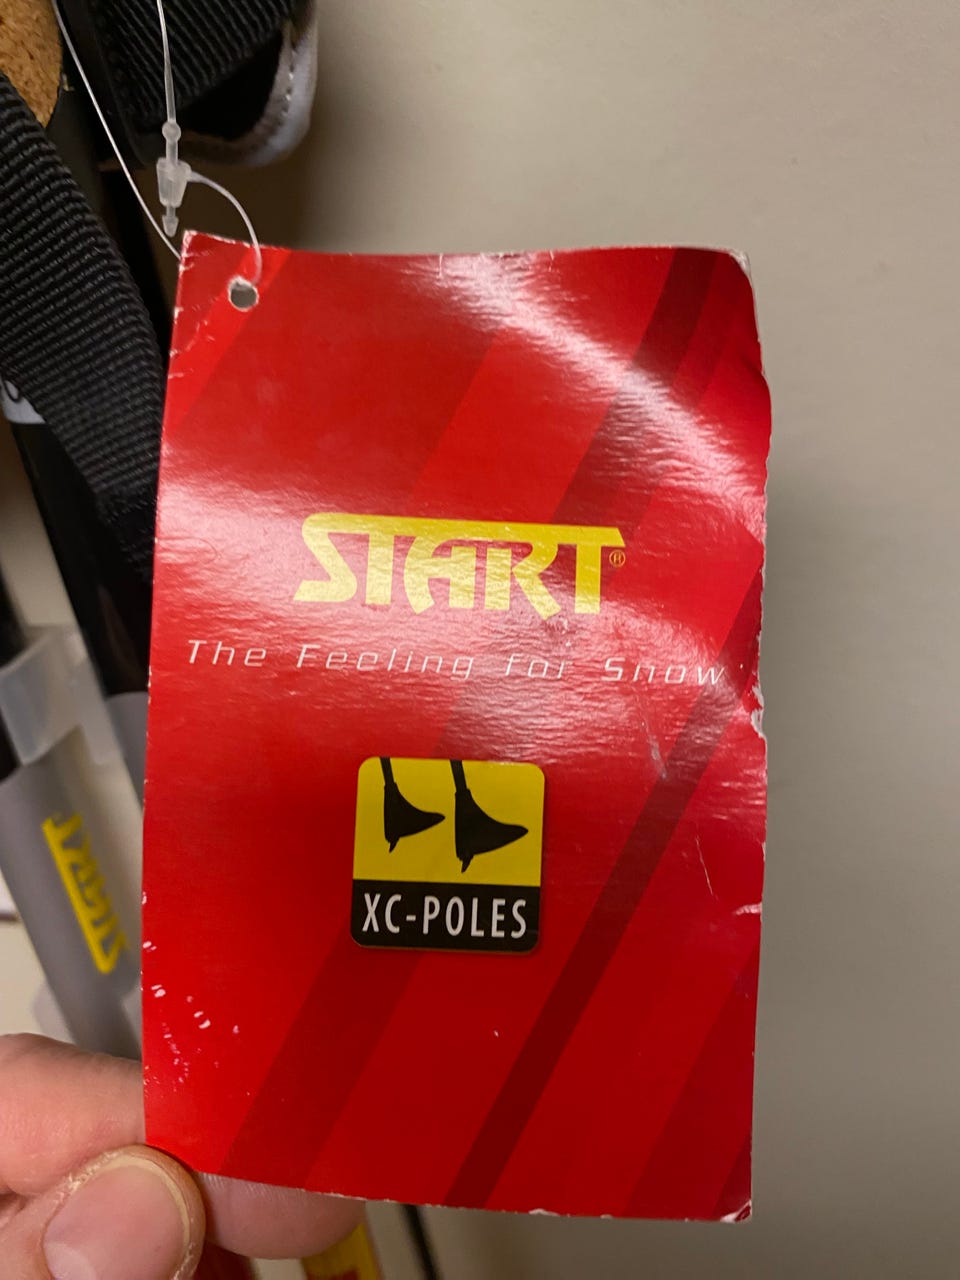 START®
The Feeling for Snow
XC-POLES
START